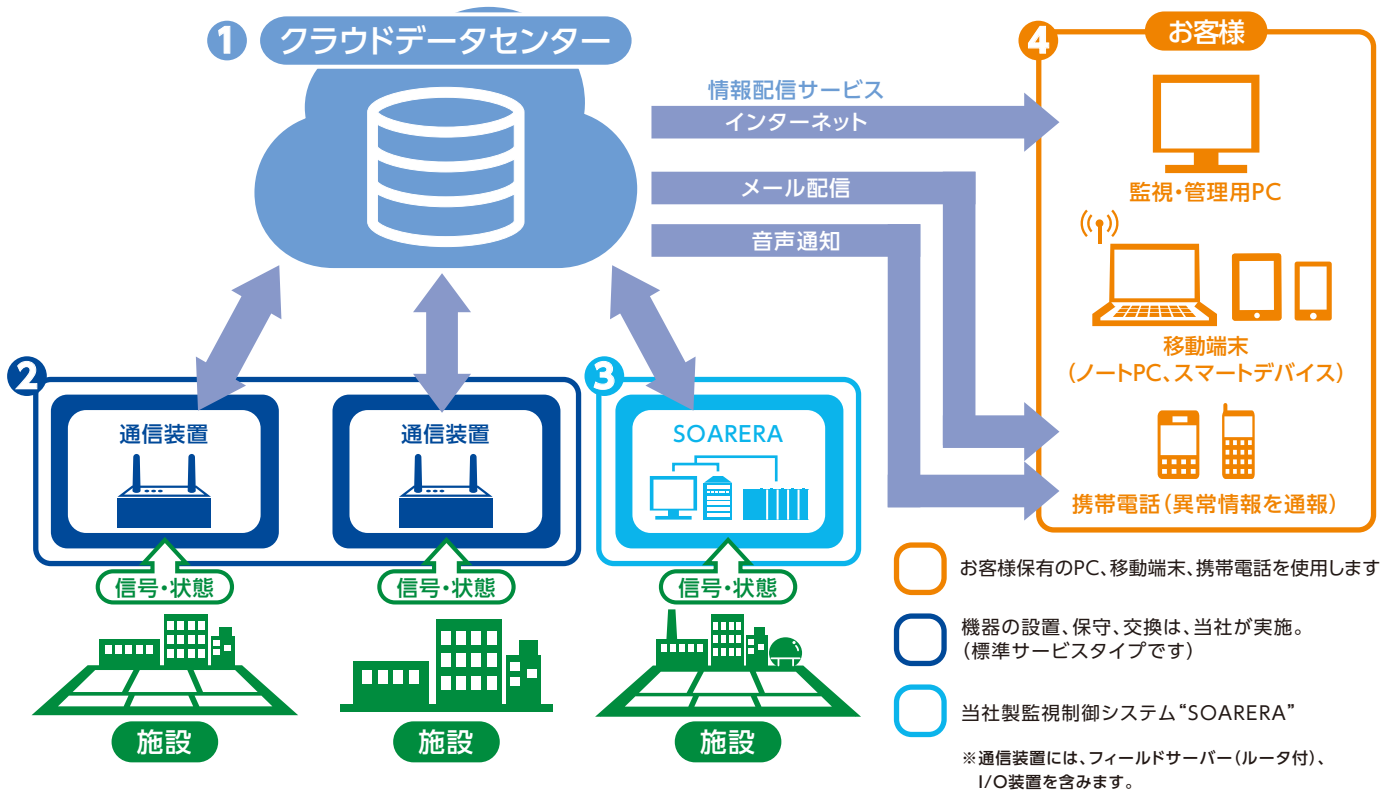 1 クラウドデータセンター
情報配信サービス
インターネット
メール配信
音声通知
4 お客様
監視・管理用PC
移動端末
(ノートPC、スマートデバイス)
携帯電話(異常情報を通報)
2
通信装置
通信装置
3
SOARERA
信号・状態
信号・状態
信号・状態
施設
施設
施設
お客様保有のPC、移動端末、携帯電話を使用します
機器の設置、保守、交換は、当社が実施。
(標準サービスタイプです)
当社製監視制御システム“SOARERA”
※通信装置には、フィールドサーバー(ルータ付)、
I/O装置を含みます。